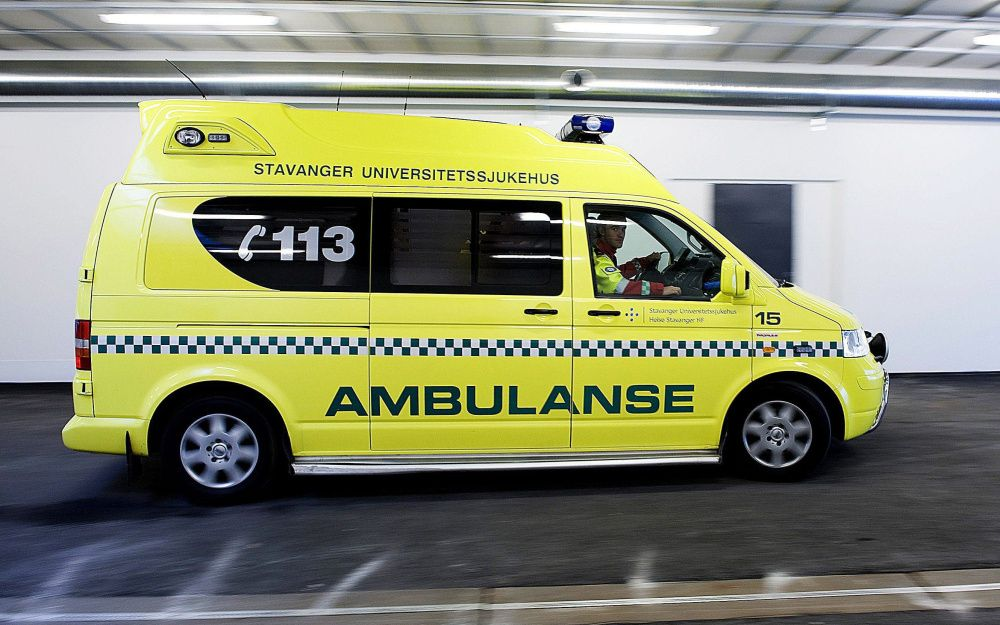 STAVANGER UNIVERSITETSSJUKEHUS
113
Stavanger Universitetssjukehus
Helse Stavanger HF
15
AMBULANSE